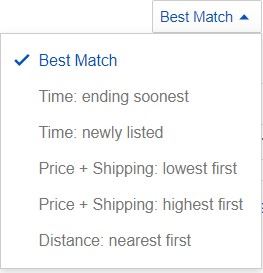 Best Match
Best Match
Time: ending soonest
Time: newly listed
Price + Shipping: lowest first
Price + Shipping: highest first
Distance: nearest first